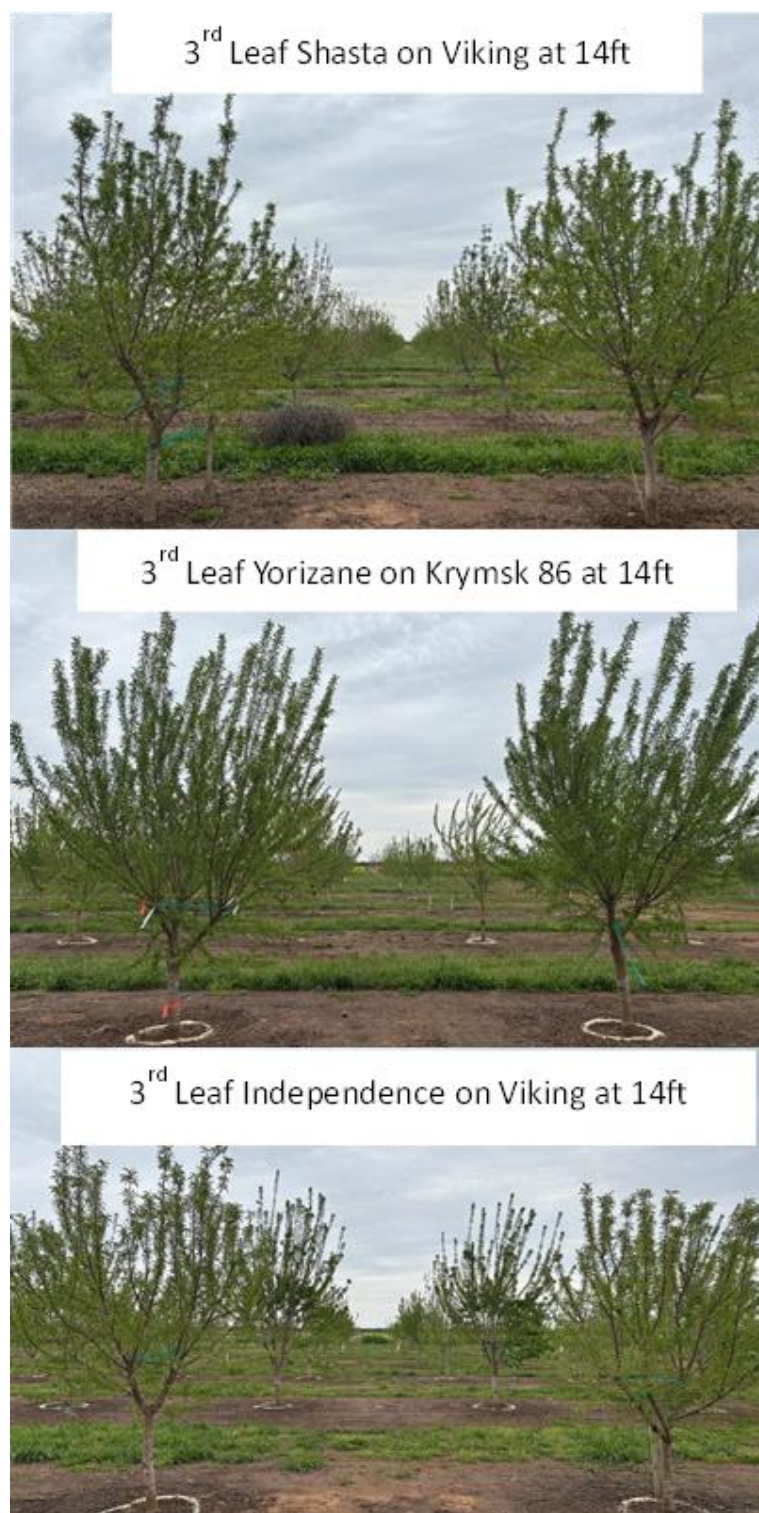 3rd Leaf Shasta on Viking at 14ft
3rd Leaf Yorizane on Krymsk 86 at 14ft
3rd Leaf Independence on Viking at 14ft